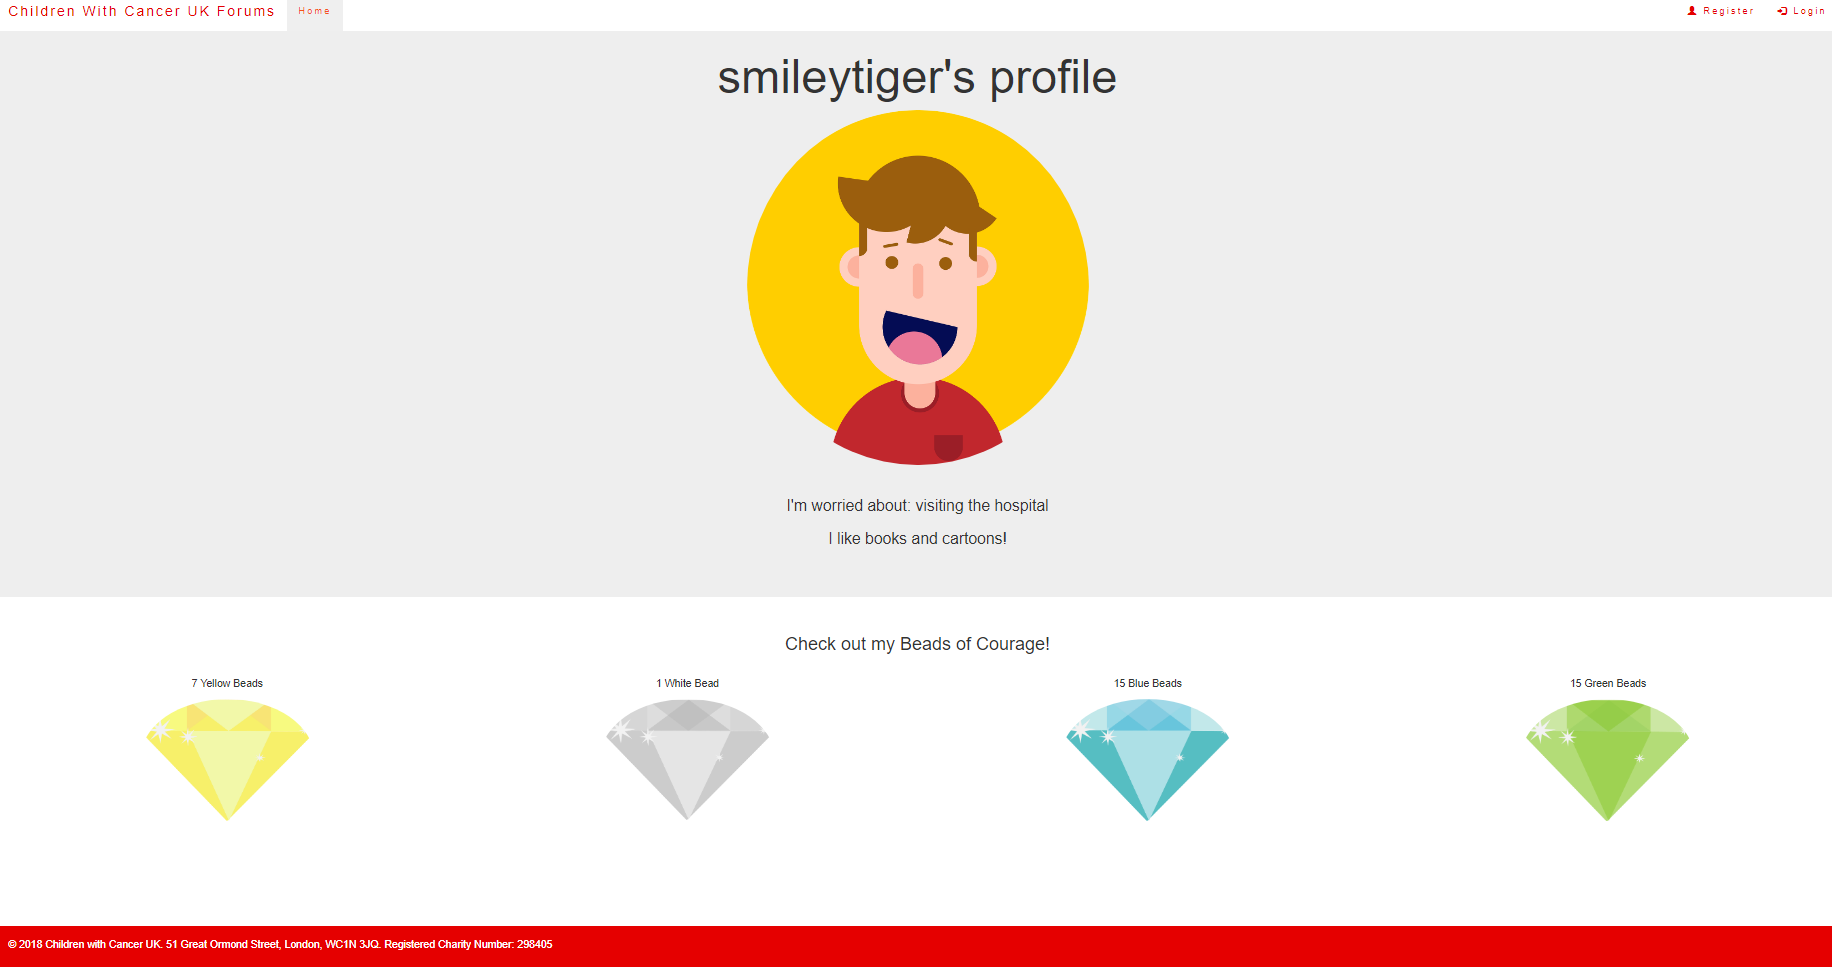 Children With Cancer UK Forums Home Register Login
smileytiger's profile
I'm worried about: visiting the hospital
I like books and cartoons!
Check out my Beads of Courage!
7 Yellow Beads 1 White Bead 15 Blue Beads 15 Green Beads
© 2018 Children with Cancer UK. 51 Great Ormond Street, London, WC1N 3JQ. Registered Charity Number: 298405